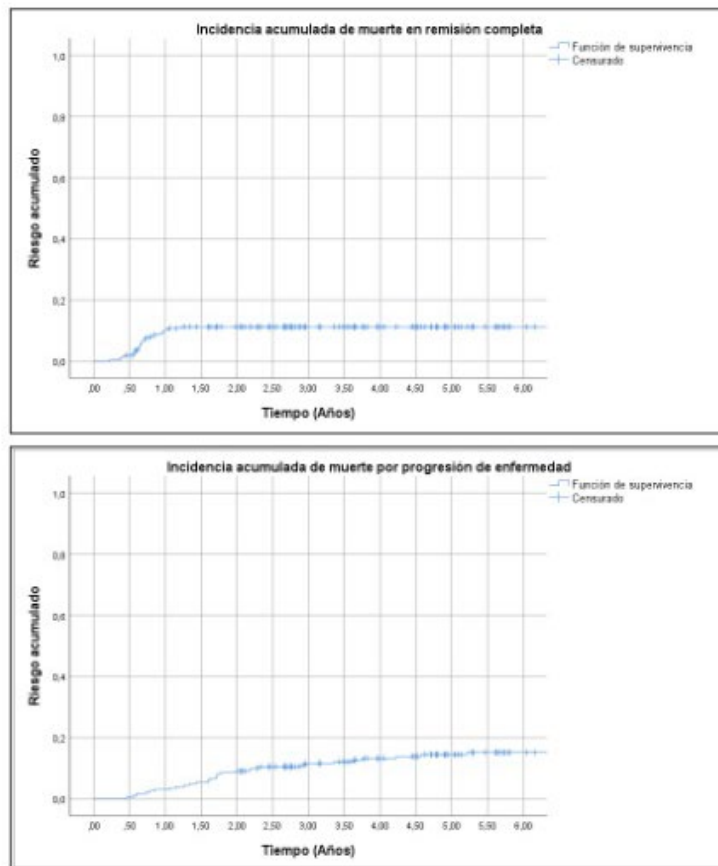 Incidencia acumulada de muerte en remisión completa
Función de supervivencia
Censurado
1,0
0,8
0,6
0,4
0,2
0,0
Riesgo acumulado
,00 ,50 1,00 1,50 2,00 2,50 3,00 3,50 4,00 4,50 5,00 5,50 6,00
Tiempo (Años)
Incidencia acumulada de muerte por progresión de enfermedad
Función de supervivencia
Censurado
1,0
0,8
0,6
0,4
0,2
0,0
Riesgo acumulado
,00 ,50 1,00 1,50 2,00 2,50 3,00 3,50 4,00 4,50 5,00 5,50 6,00
Tiempo (Años)